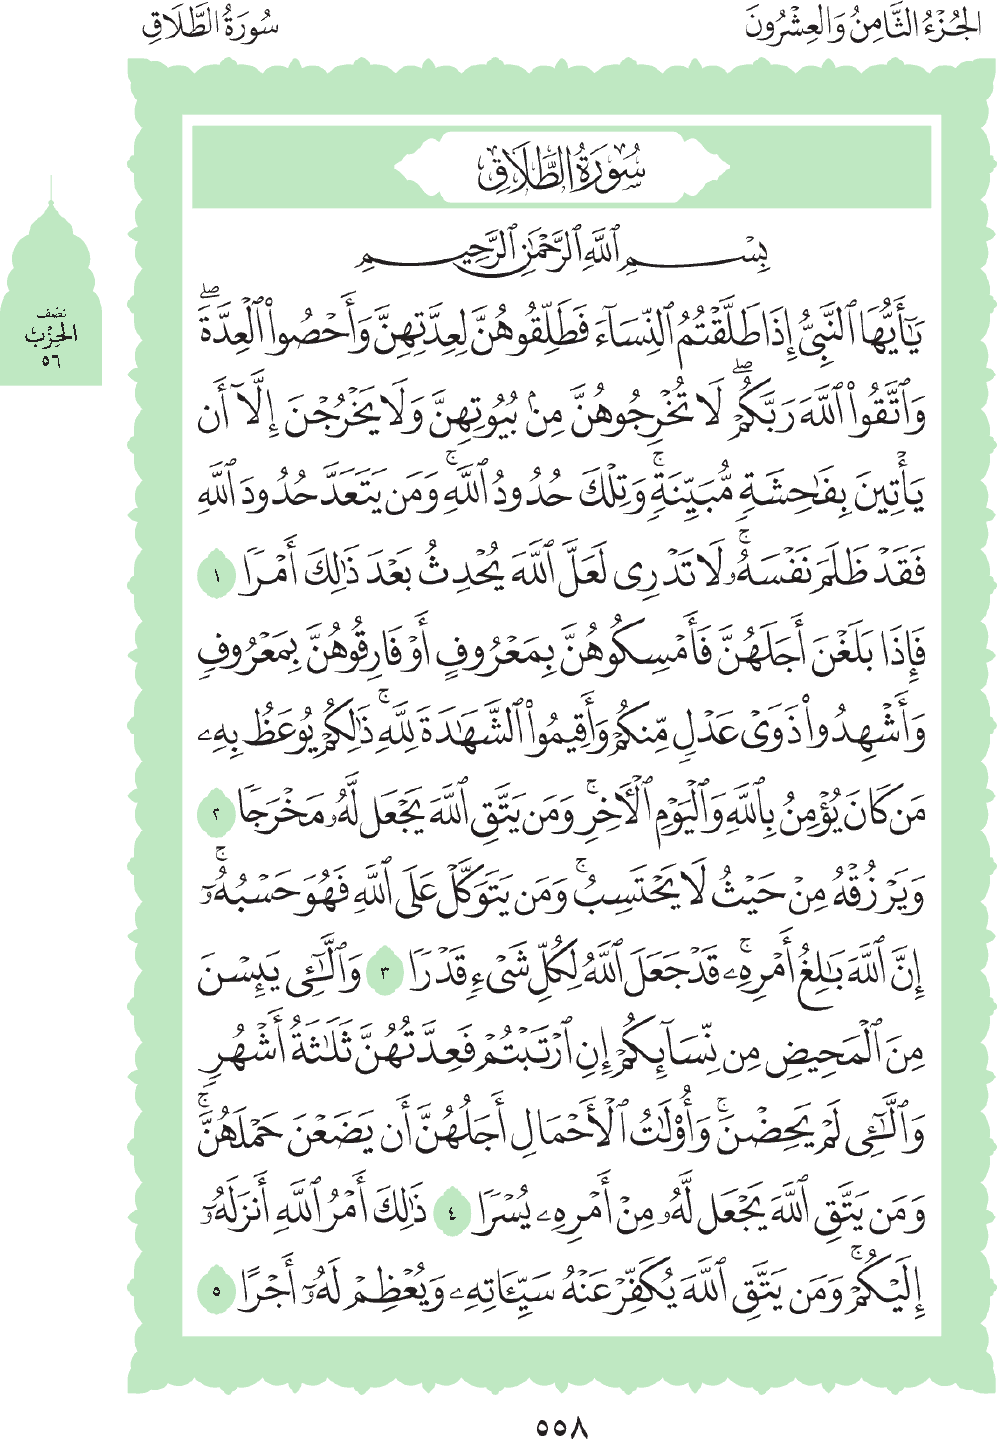 الجُزْءُ الثَّامِنُ وَالعِشْرُونَ
سُورَةُ الطَّلَاقِ
سُورَةُ الطَّلَاقِ
بِسْمِ ٱللَّهِ ٱلرَّحْمَٰنِ ٱلرَّحِيمِ
يَٰٓأَيُّهَا ٱلنَّبِيُّ إِذَا طَلَّقْتُمُ ٱلنِّسَآءَ فَطَلِّقُوهُنَّ لِعِدَّتِهِنَّ وَأَحْصُوا۟ ٱلْعِدَّةَۖ
وَٱتَّقُوا۟ ٱللَّهَ رَبَّكُمْۖ لَا تُخْرِجُوهُنَّ مِنۢ بُيُوتِهِنَّ وَلَا يَخْرُجْنَ إِلَّآ أَن
يَأْتِينَ بِفَٰحِشَةٍ مُّبَيِّنَةٍۚ وَتِلْكَ حُدُودُ ٱللَّهِۚ وَمَن يَتَعَدَّ حُدُودَ ٱللَّهِ
فَقَدْ ظَلَمَ نَفْسَهُۥۚ لَا تَدْرِى لَعَلَّ ٱللَّهَ يُحْدِثُ بَعْدَ ذَٰلِكَ أَمْرًا ١
فَإِذَا بَلَغْنَ أَجَلَهُنَّ فَأَمْسِكُوهُنَّ بِمَعْرُوفٍ أَوْ فَارِقُوهُنَّ بِمَعْرُوفٍ
وَأَشْهِدُوا۟ ذَوَىْ عَدْلٍ مِّنكُمْ وَأَقِيمُوا۟ ٱلشَّهَٰدَةَ لِلَّهِۚ ذَٰلِكُمْ يُوعَظُ بِهِۦ
مَن كَانَ يُؤْمِنُ بِٱللَّهِ وَٱلْيَوْمِ ٱلْءَاخِرِۚ وَمَن يَتَّقِ ٱللَّهَ يَجْعَل لَّهُۥ مَخْرَجًا ٢
وَيَرْزُقْهُ مِنْ حَيْثُ لَا يَحْتَسِبُۚ وَمَن يَتَوَكَّلْ عَلَى ٱللَّهِ فَهُوَ حَسْبُهُۥٓۚ
إِنَّ ٱللَّهَ بَٰلِغُ أَمْرِهِۦۚ قَدْ جَعَلَ ٱللَّهُ لِكُلِّ شَىْءٍ قَدْرًا ٣ وَٱلَّٰٓـِٔى يَئِسْنَ
مِنَ ٱلْمَحِيضِ مِن نِّسَآئِكُمْ إِنِ ٱرْتَبْتُمْ فَعِدَّتُهُنَّ ثَلَٰثَةُ أَشْهُرٍ
وَٱلَّٰٓـِٔى لَمْ يَحِضْنَۚ وَأُو۟لَٰتُ ٱلْأَحْمَالِ أَجَلُهُنَّ أَن يَضَعْنَ حَمْلَهُنَّۚ
وَمَن يَتَّقِ ٱللَّهَ يَجْعَل لَّهُۥ مِنْ أَمْرِهِۦ يُسْرًا ٤ ذَٰلِكَ أَمْرُ ٱللَّهِ أَنزَلَهُۥٓ
إِلَيْكُمْۚ وَمَن يَتَّقِ ٱللَّهَ يُكَفِّرْ عَنْهُ سَيِّـَٔاتِهِۦ وَيُعْظِمْ لَهُۥٓ أَجْرًا ٥
نصف
الحزب
٥٦
٥٥٨